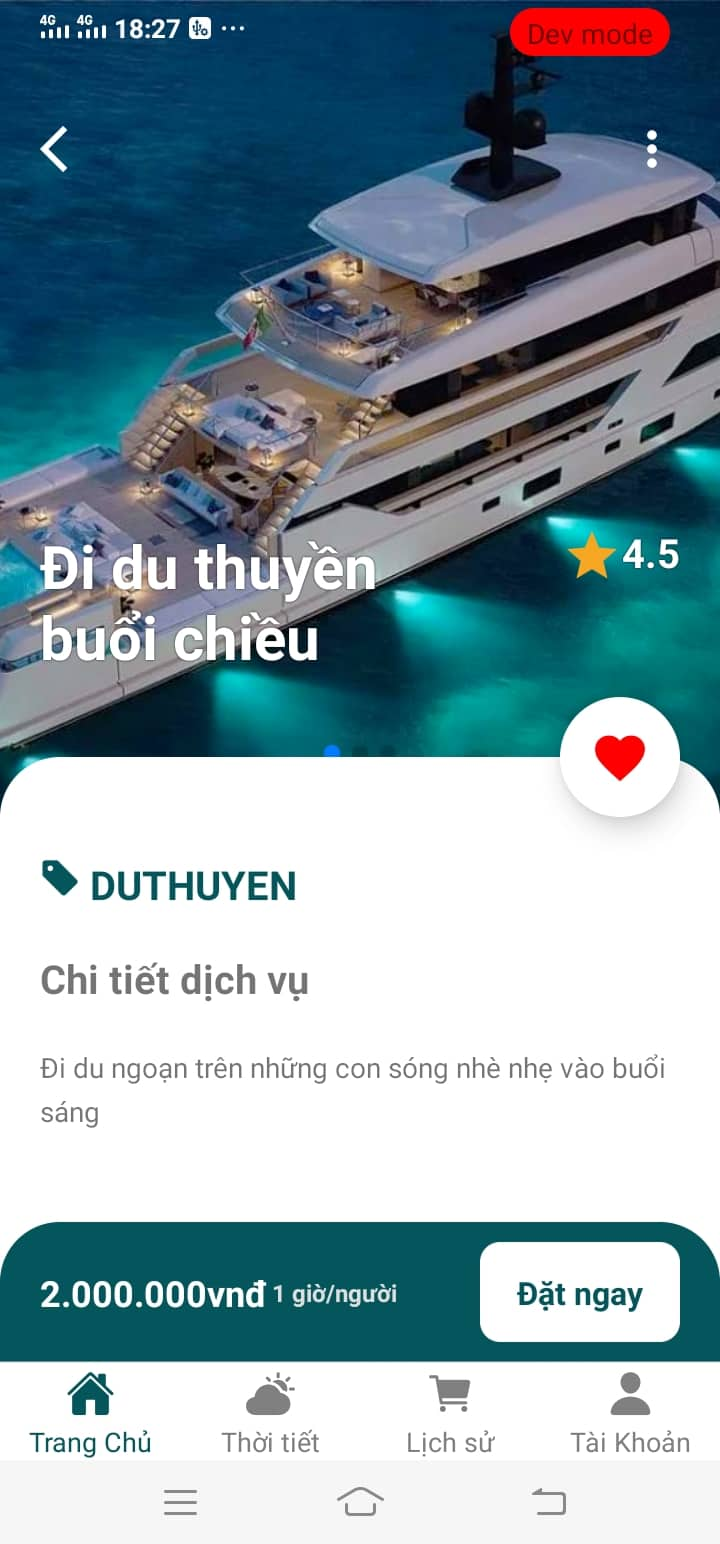 4G 4G 18:27
Dev mode
Đi du thuyền
buổi chiều
4.5
DUTHUYEN
Chi tiết dịch vụ
Đi du ngoạn trên những con sóng nhè nhẹ vào buổi
sáng
2.000.000vnđ 1 giờ/người
Đặt ngay
Trang Chủ
Thời tiết
Lịch sử
Tài Khoản